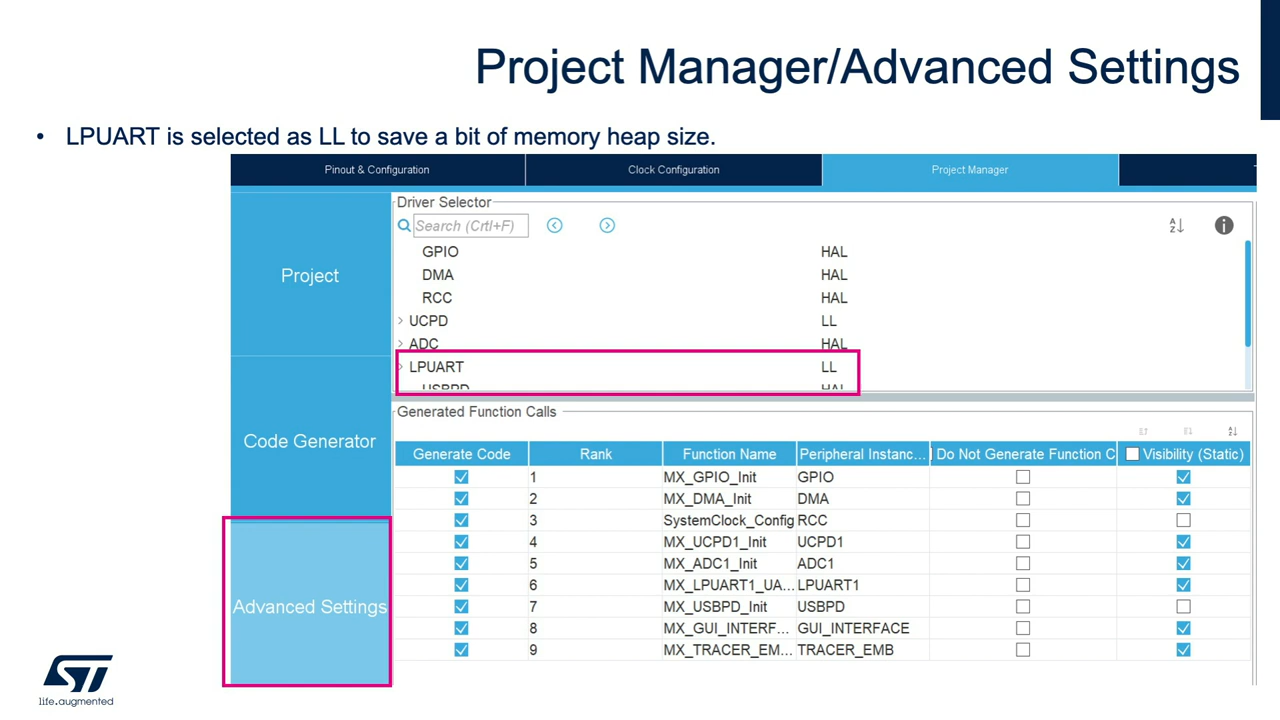 Project Manager/Advanced Settings
• LPUART is selected as LL to save a bit of memory heap size.
Pinout & Configuration Clock Configuration Project Manager
Driver Selector
Search (Crtl+F)
GPIO HAL
DMA HAL
RCC HAL
UCPD LL
ADC HAL
LPUART LL
USBPD HAL
Project
Code Generator
Advanced Settings
Generated Function Calls
Generate Code Rank Function Name Peripheral Instanc... Do Not Generate Function C Visibility (Static)
1 MX_GPIO_Init GPIO
2 MX_DMA_Init DMA
3 SystemClock_Config RCC
4 MX_UCPD1_Init UCPD1
5 MX_ADC1_Init ADC1
6 MX_LPUART1_UA... LPUART1
7 MX_USBPD_Init USBPD
8 MX_GUI_INTERF... GUI_INTERFACE
9 MX_TRACER_EM... TRACER_EMB
ST
life.augmented